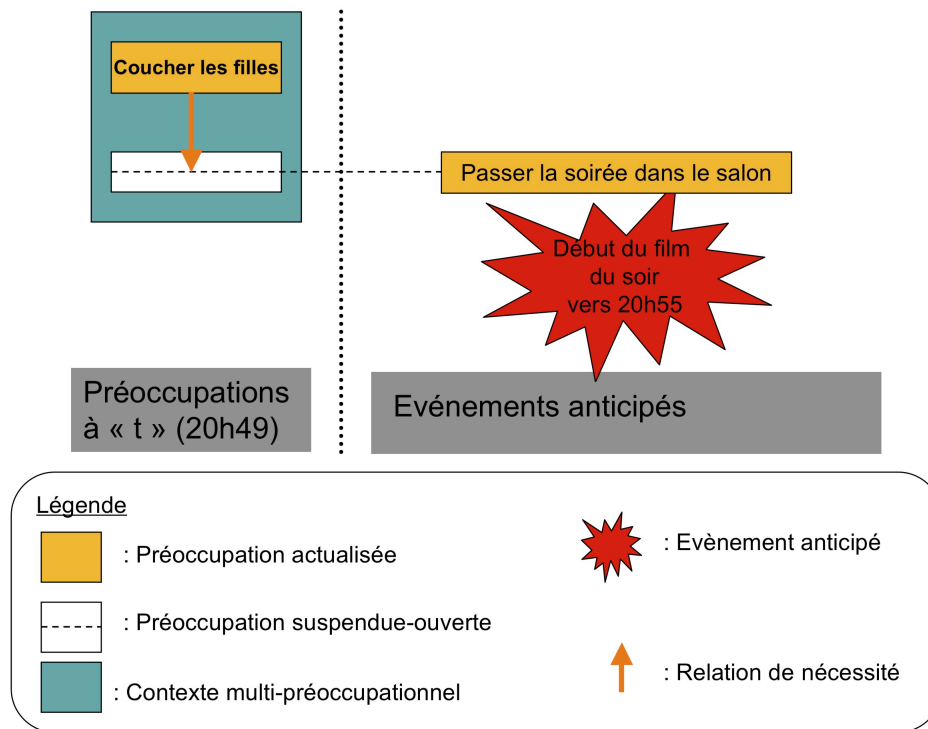 Coucher les filles
Passer la soirée dans le salon
Début du film
du soir
vers 20h55
Préoccupations
à « t » (20h49)
Evénements anticipés
Légende
: Préoccupation actualisée
: Evènement anticipé
: Préoccupation suspendue-ouverte
: Relation de nécessité
: Contexte multi-préoccupationnel